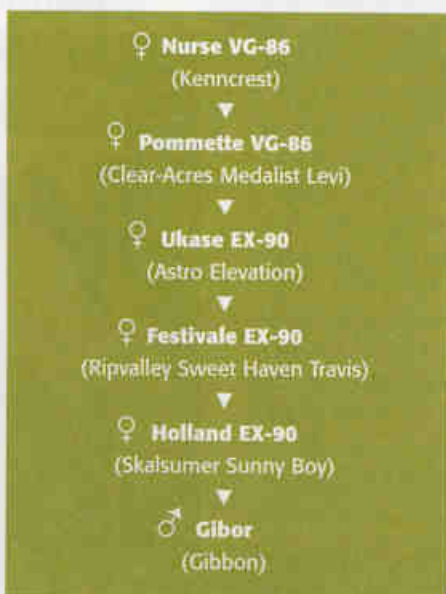 ♀ Nurse VG-86
(Kenncrest)
▼
♀ Pommette VG-86
(Clear-Acres Medalist Levi)
▼
♀ Ukase EX-90
(Astro Elevation)
▼
♀ Festivale EX-90
(Ripvalley Sweet Haven Travis)
▼
♀ Holland EX-90
(Skalsumer Sunny Boy)
▼
♂ Gibor
(Gibbon)